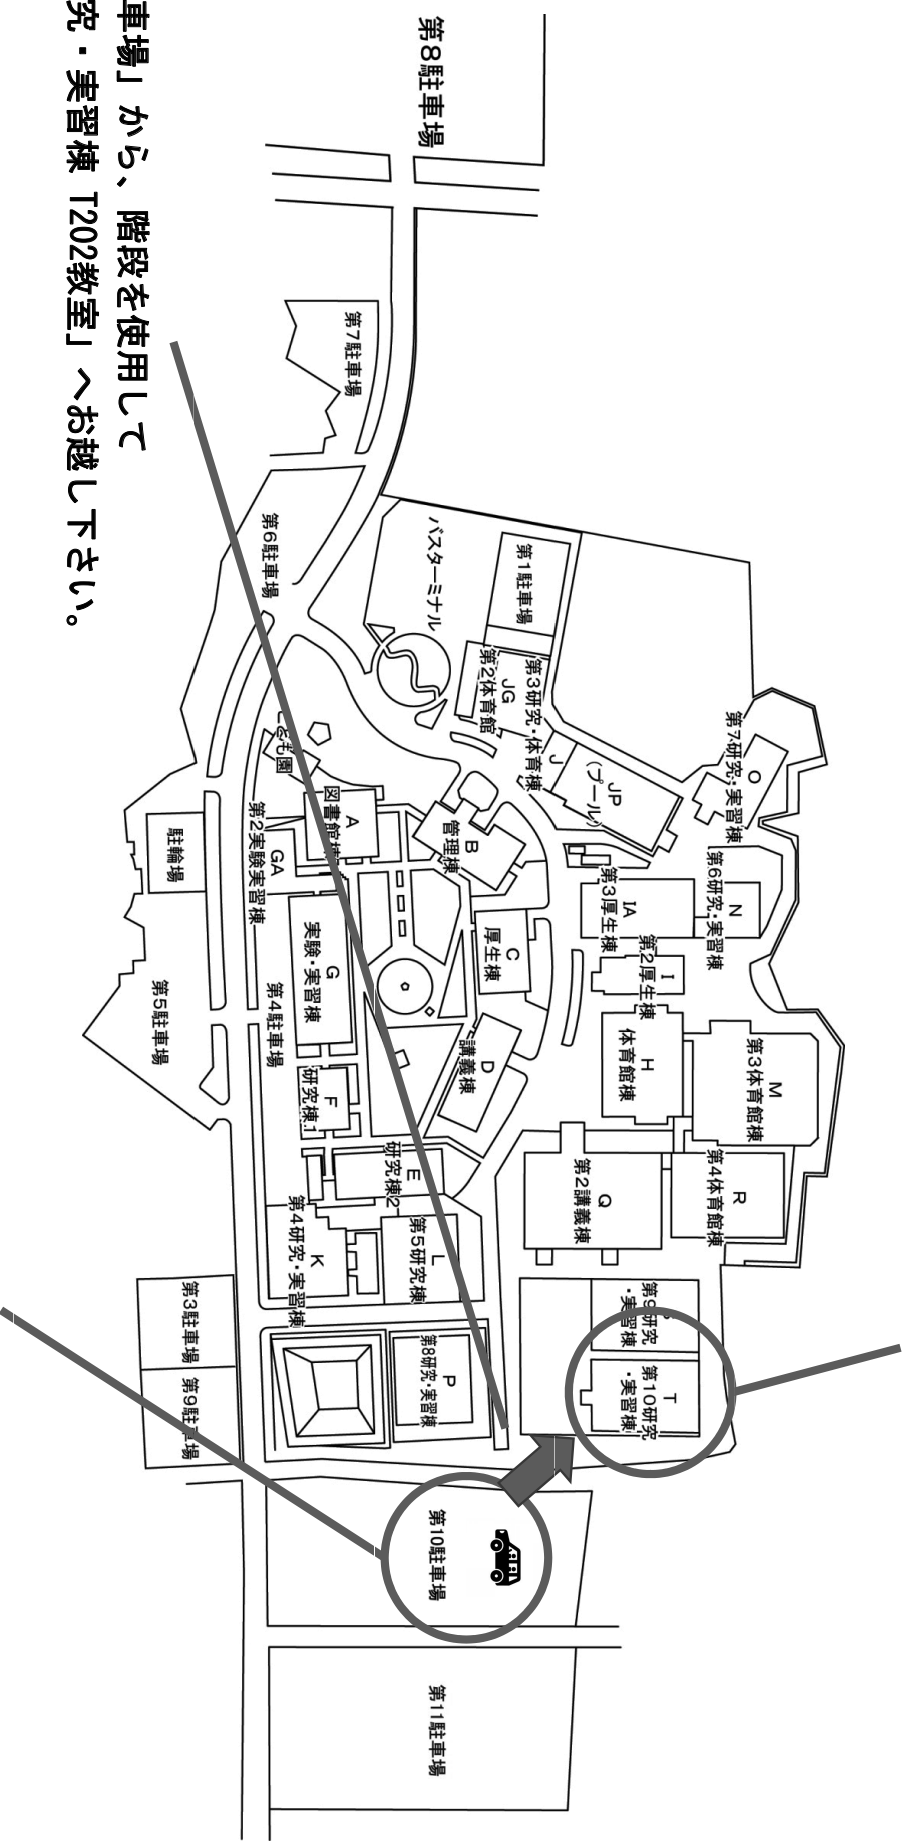 車場」から、階段を使用して
究・実習棟 T202教室」へお越し下さい。
第8駐車場
第7駐車場
第6駐車場
バスターミナル
第1駐車場
JG
第2体育館
第3研究・体育棟
J
JP
(プール)
O
第7研究・実習棟
こども園
A
図書館棟
B
管理棟
GA
第2実験実習棟
駐輪場
N
第6研究・実習棟
IA
第3厚生棟
I
第2厚生棟
C
厚生棟
G
実験・実習棟
第4駐車場
第5駐車場
D
講義棟
H
体育館棟
M
第3体育館棟
F
研究棟1
E
研究棟2
Q
第2講義棟
R
第4体育館棟
K
第4研究・実習棟
L
第5研究棟
第3駐車場
第9駐車場
P
第8研究・実習棟
第9研究
・実習棟
T
第10研究
・実習棟
第10駐車場
第11駐車場